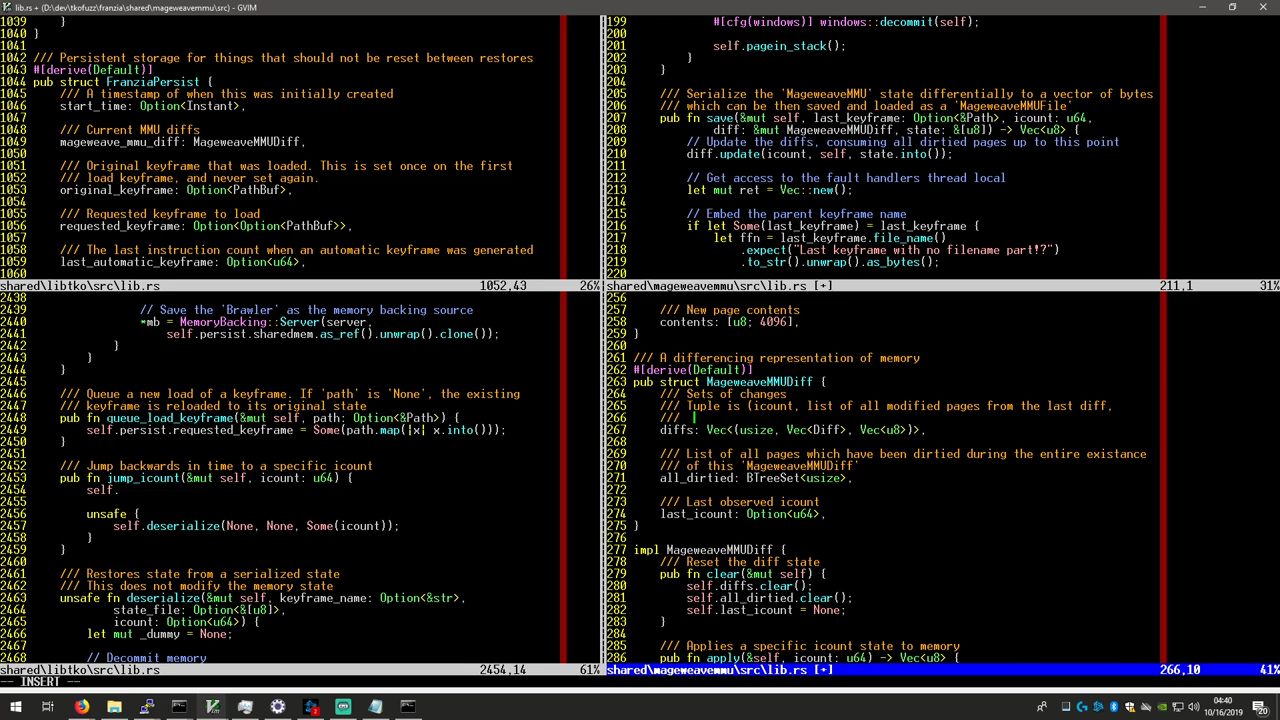 lib.rs + (D:\dev\tkofuzz\franzia\shared\mageweavemmu\src) - GVIM
1039     }
1040 }
1041
1042 /// Persistent storage for things that should not be reset between restores
1043 #[derive(Default)]
1044 pub struct FranziaPersist {
1045     /// A timestamp of when this was initially created
1046     start_time: Option<Instant>,
1047
1048     /// Current MMU diffs
1049     mageweave_mmu_diff: MageweaveMMUDiff,
1050
1051     /// Original keyframe that was loaded. This is set once on the first
1052     /// load keyframe, and never set again.
1053     original_keyframe: Option<PathBuf>,
1054
1055     /// Requested keyframe to load
1056     requested_keyframe: Option<Option<PathBuf>>,
1057
1058     /// The last instruction count when an automatic keyframe was generated
1059     last_automatic_keyframe: Option<u64>,
1060
shared\libtko\src\lib.rs 1052,43 26%
199             #[cfg(windows)] windows::decommit(self);
200
201             self.pagein_stack();
202         }
203     }
204
205     /// Serialize the `MageweaveMMU` state differentially to a vector of bytes
206     /// which can be then saved and loaded as a `MageweaveMMUFile`
207     pub fn save(&mut self, last_keyframe: Option<&Path>, icount: u64,
208             diff: &mut MageweaveMMUDiff, state: &[u8]) -> Vec<u8> {
209         // Update the diffs, consuming all dirtied pages up to this point
210         diff.update(icount, self, state.into());
211
212         // Get access to the fault handlers thread local
213         let mut ret = Vec::new();
214
215         // Embed the parent keyframe name
216         if let Some(last_keyframe) = last_keyframe {
217             let ffn = last_keyframe.file_name()
218                 .expect("Last keyframe with no filename part!?")
219                 .to_str().unwrap().as_bytes();
220
shared\mageweavemmu\src\lib.rs [+] 211,1 31%
2438
2439                 // Save the `Brawler` as the memory backing source
2440                 *mb = MemoryBacking::Server(server,
2441                     self.persist.sharedmem.as_ref().unwrap().clone());
2442             }
2443         }
2444     }
2445
2446     /// Queue a new load of a keyframe. If `path` is `None`, the existing
2447     /// keyframe is reloaded to its original state
2448     pub fn queue_load_keyframe(&mut self, path: Option<&Path>) {
2449         self.persist.requested_keyframe = Some(path.map(|x| x.into()));
2450     }
2451
2452     /// Jump backwards in time to a specific icount
2453     pub fn jump_icount(&mut self, icount: u64) {
2454         self.
2455
2456         unsafe {
2457             self.deserialize(None, None, Some(icount));
2458         }
2459     }
2460
2461     /// Restores state from a serialized state
2462     /// This does not modify the memory state
2463     unsafe fn deserialize(&mut self, keyframe_name: Option<&str>,
2464             state_file: Option<&[u8]>,
2465             icount: Option<u64>) {
2466         let mut _dummy = None;
2467
2468         // Decommit memory
shared\libtko\src\lib.rs 2454,14 61%
256
257     /// New page contents
258     contents: [u8; 4096],
259 }
260
261 /// A differencing representation of memory
262 #[derive(Default)]
263 pub struct MageweaveMMUDiff {
264     /// Sets of changes
265     /// Tuple is (icount, list of all modified pages from the last diff,
266     ///
267     diffs: Vec<(usize, Vec<Diff>, Vec<u8>)>,
268
269     /// List of all pages which have been dirtied during the entire existance
270     /// of this `MageweaveMMUDiff`
271     all_dirtied: BTreeSet<usize>,
272
273     /// Last observed icount
274     last_icount: Option<u64>,
275 }
276
277 impl MageweaveMMUDiff {
278     /// Reset the diff state
279     pub fn clear(&mut self) {
280         self.diffs.clear();
281         self.all_dirtied.clear();
282         self.last_icount = None;
283     }
284
285     /// Applies a specific icount state to memory
286     pub fn apply(&self, icount: u64) -> Vec<u8> {
shared\mageweavemmu\src\lib.rs [+] 266,10 41%
-- INSERT --
04:40
10/16/2019
20